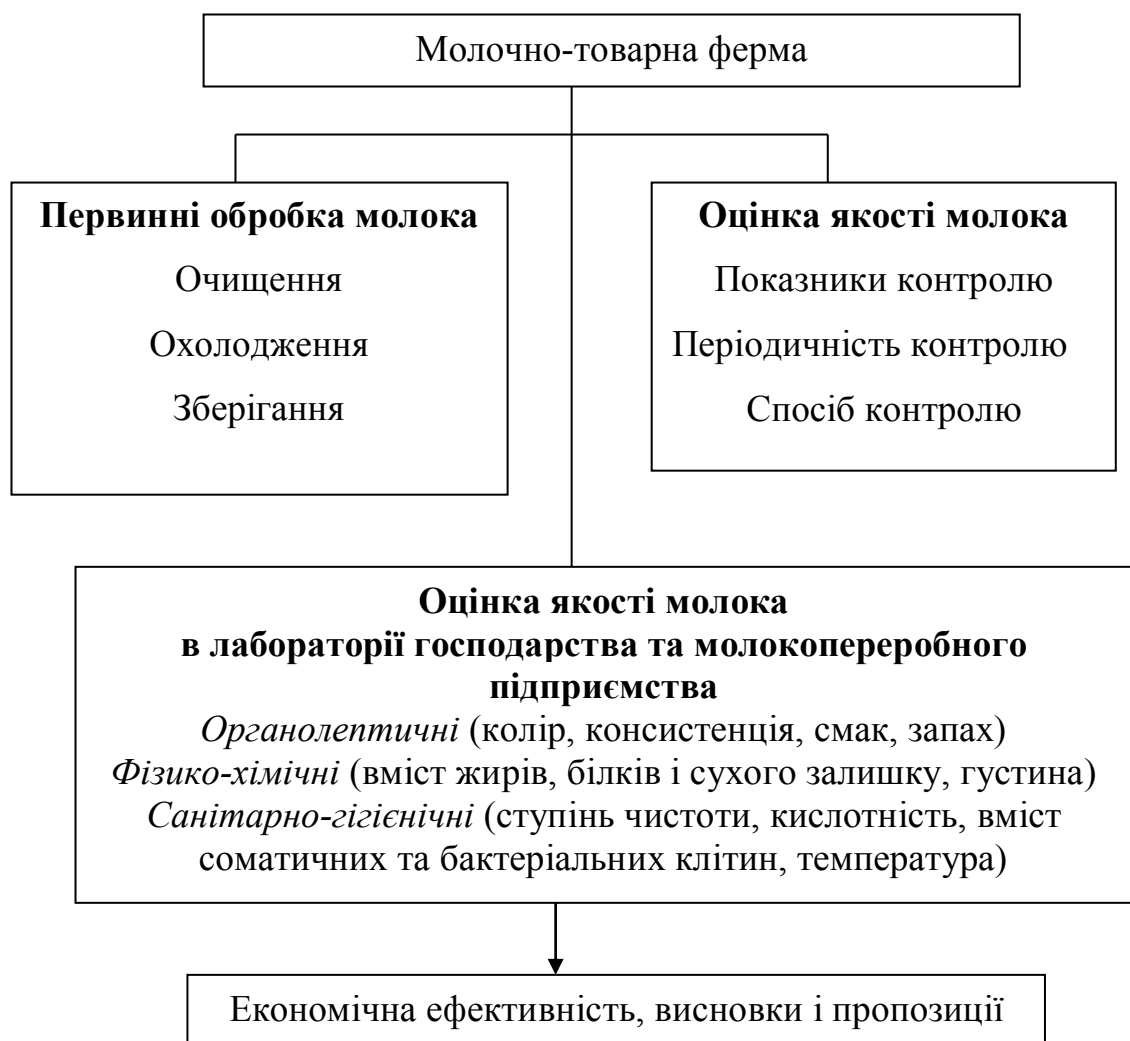 Молочно-товарна ферма
Первинні обробка молока
Очищення
Охолодження
Зберігання
Оцінка якості молока
Показники контролю
Періодичність контролю
Спосіб контролю
Оцінка якості молока
в лабораторії господарства та молокопереробного
підприємства
Органолептичні (колір, консистенція, смак, запах)
Фізико-хімічні (вміст жирів, білків і сухого залишку, густина)
Санітарно-гігієнічні (ступінь чистоти, кислотність, вміст
соматичних та бактеріальних клітин, температура)
Економічна ефективність, висновки і пропозиції